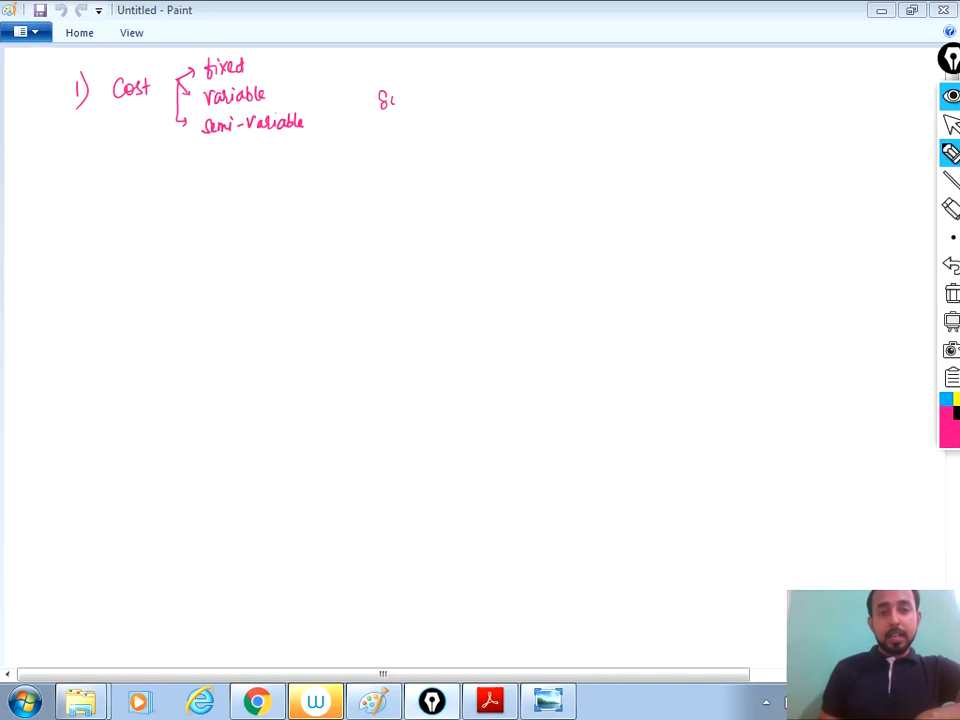 Untitled - Paint
Home View
1) Cost
fixed
variable
semi-variable